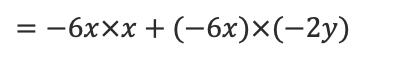 = −6𝑥×𝑥 + (−6𝑥)×(−2𝑦)